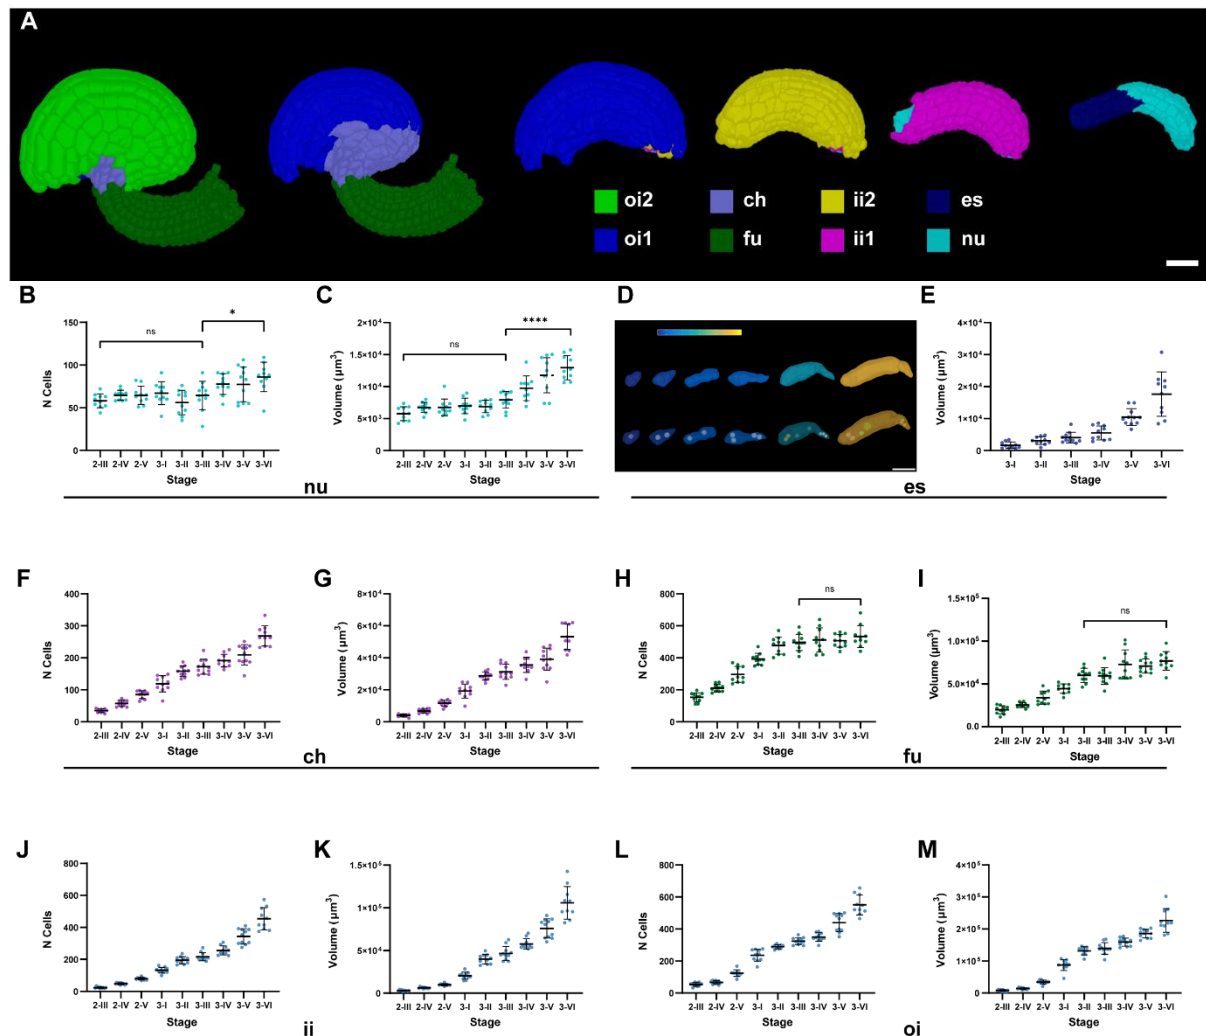 A
oi2 ch ii2 es
oi1 fu ii1 nu
B
150
100
50
0
N Cells
ns
*
2-III 2-IV 2-V 3-I 3-II 3-III 3-IV 3-V 3-VI
Stage
C
2×10⁴
1×10⁴
1×10⁴
5×10³
0
Volume (µm³)
ns
****
2-III 2-IV 2-V 3-I 3-II 3-III 3-IV 3-V 3-VI
Stage
nu
D
E
4×10⁴
3×10⁴
2×10⁴
1×10⁴
0
Volume (µm³)
3-I 3-II 3-III 3-IV 3-V 3-VI
Stage
es
F
400
300
200
100
0
N Cells
2-III 2-IV 2-V 3-I 3-II 3-III 3-IV 3-V 3-VI
Stage
G
8×10⁴
6×10⁴
4×10⁴
2×10⁴
0
Volume (µm³)
2-III 2-IV 2-V 3-I 3-II 3-III 3-IV 3-V 3-VI
Stage
ch
H
800
600
400
200
0
N Cells
ns
2-III 2-IV 2-V 3-I 3-II 3-III 3-IV 3-V 3-VI
Stage
I
1.5×10⁵
1.0×10⁵
5.0×10⁴
0.0
Volume (µm³)
ns
2-III 2-IV 2-V 3-I 3-II 3-III 3-IV 3-V 3-VI
Stage
fu
J
800
600
400
200
0
N Cells
2-III 2-IV 2-V 3-I 3-II 3-III 3-IV 3-V 3-VI
Stage
K
1.5×10⁵
1×10⁵
5×10⁴
0
Volume (µm³)
2-III 2-IV 2-V 3-I 3-II 3-III 3-IV 3-V 3-VI
Stage
ii
L
800
600
400
200
0
N Cells
2-III 2-IV 2-V 3-I 3-II 3-III 3-IV 3-V 3-VI
Stage
M
4×10⁵
3×10⁵
2×10⁵
1×10⁵
0
Volume (µm³)
2-III 2-IV 2-V 3-I 3-II 3-III 3-IV 3-V 3-VI
Stage
oi